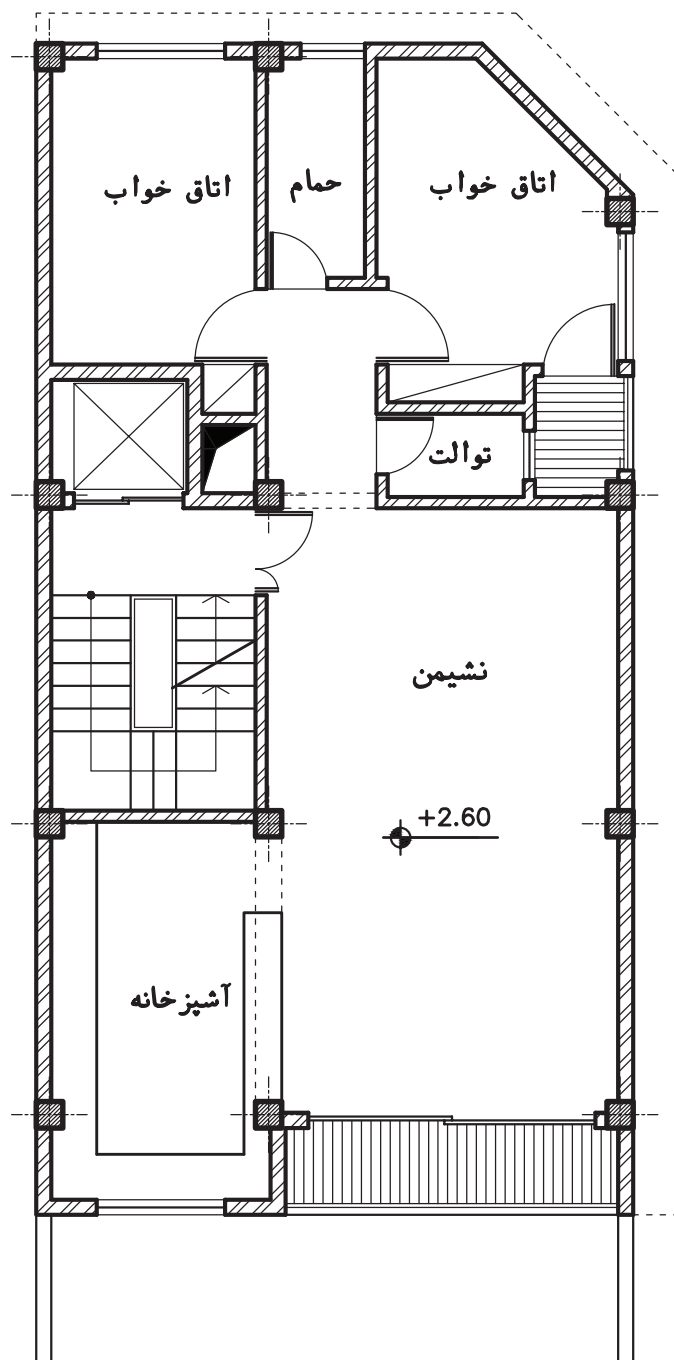 اتاق خواب
حمام
اتاق خواب
توالت
نشیمن
+2.60
آشپزخانه